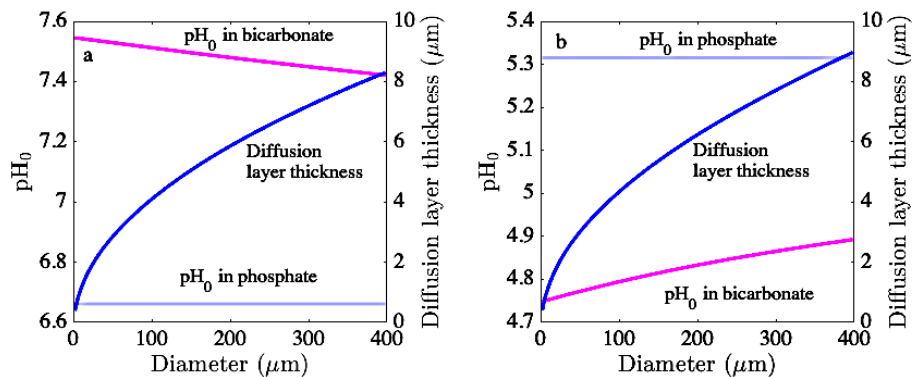 7.6
7.4
7.2
7
6.8
6.6
pH0
a
pH0 in bicarbonate
Diffusion
layer thickness
pH0 in phosphate
10
8
6
4
2
0
Diffusion layer thickness (μm)
0 100 200 300 400
Diameter (μm)
5.4
5.3
5.2
5.1
5
4.9
4.8
4.7
pH0
b
pH0 in phosphate
Diffusion
layer thickness
pH0 in bicarbonate
10
8
6
4
2
0
Diffusion layer thickness (μm)
0 100 200 300 400
Diameter (μm)